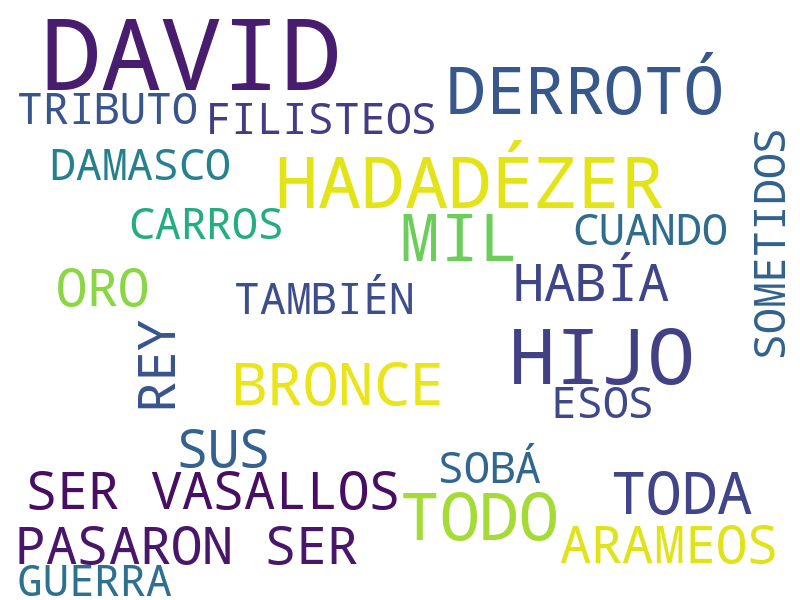 DAVID
DERROTÓ
TRIBUTO
FILISTEOS
DAMASCO
HADADÉZER
SOMETIDOS
CARROS
MIL
CUANDO
ORO
TAMBIÉN
HABÍA
REY
BRONCE
HIJO
ESOS
SUS
SOBÁ
SER VASALLOS
TODO
TODA
PASARON SER
ARAMEOS
GUERRA